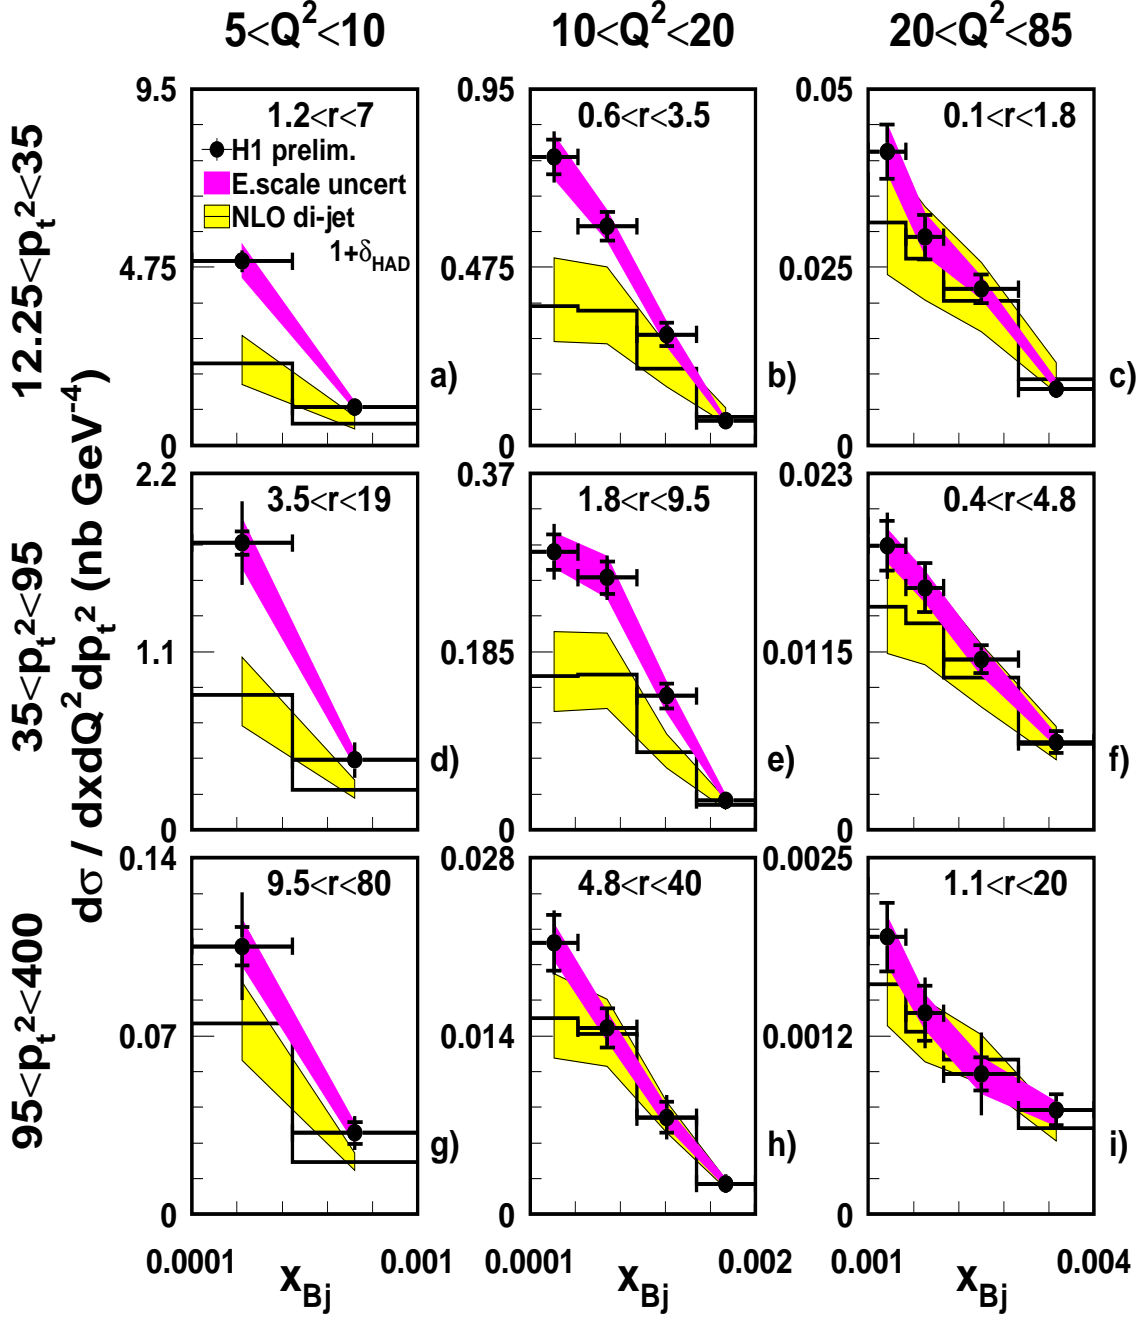 5<Q²<10
10<Q²<20
20<Q²<85
12.25<pₜ²<35
35<pₜ²<95
95<pₜ²<400
dσ / dxdQ²dpₜ² (nb GeV⁻⁴)
9.5
4.75
0
1.2<r<7
H1 prelim.
E.scale uncert
NLO di-jet
1+δ_HAD
a)
0.95
0.475
0
0.6<r<3.5
b)
0.05
0.025
0
0.1<r<1.8
c)
2.2
1.1
0
3.5<r<19
d)
0.37
0.185
0
1.8<r<9.5
e)
0.023
0.0115
0
0.4<r<4.8
f)
0.14
0.07
0
9.5<r<80
g)
0.028
0.014
0
4.8<r<40
h)
0.0025
0.0012
0
1.1<r<20
i)
0.0001
0.001
x_Bj
0.0001
0.002
x_Bj
0.001
0.004
x_Bj